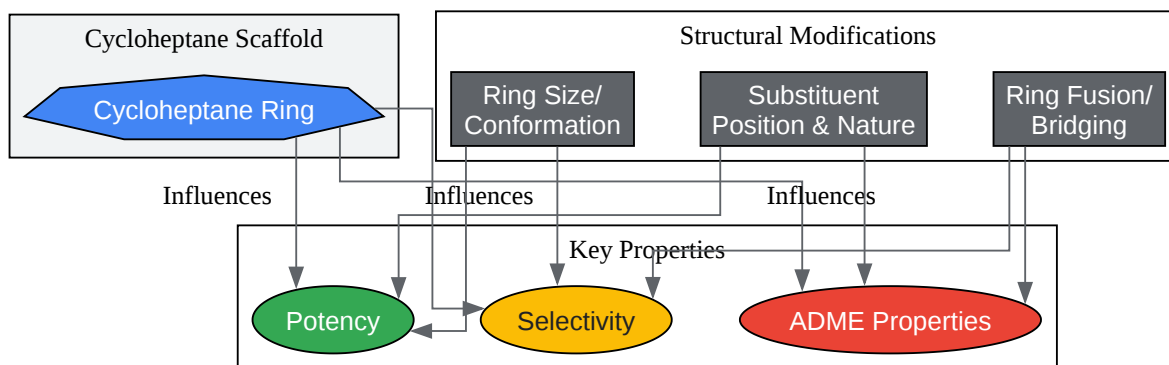 Cycloheptane Scaffold
Structural Modifications
Cycloheptane Ring
Ring Size/
Conformation
Substituent
Position & Nature
Ring Fusion/
Bridging
Influences
Influences
Influences
Key Properties
Potency
Selectivity
ADME Properties